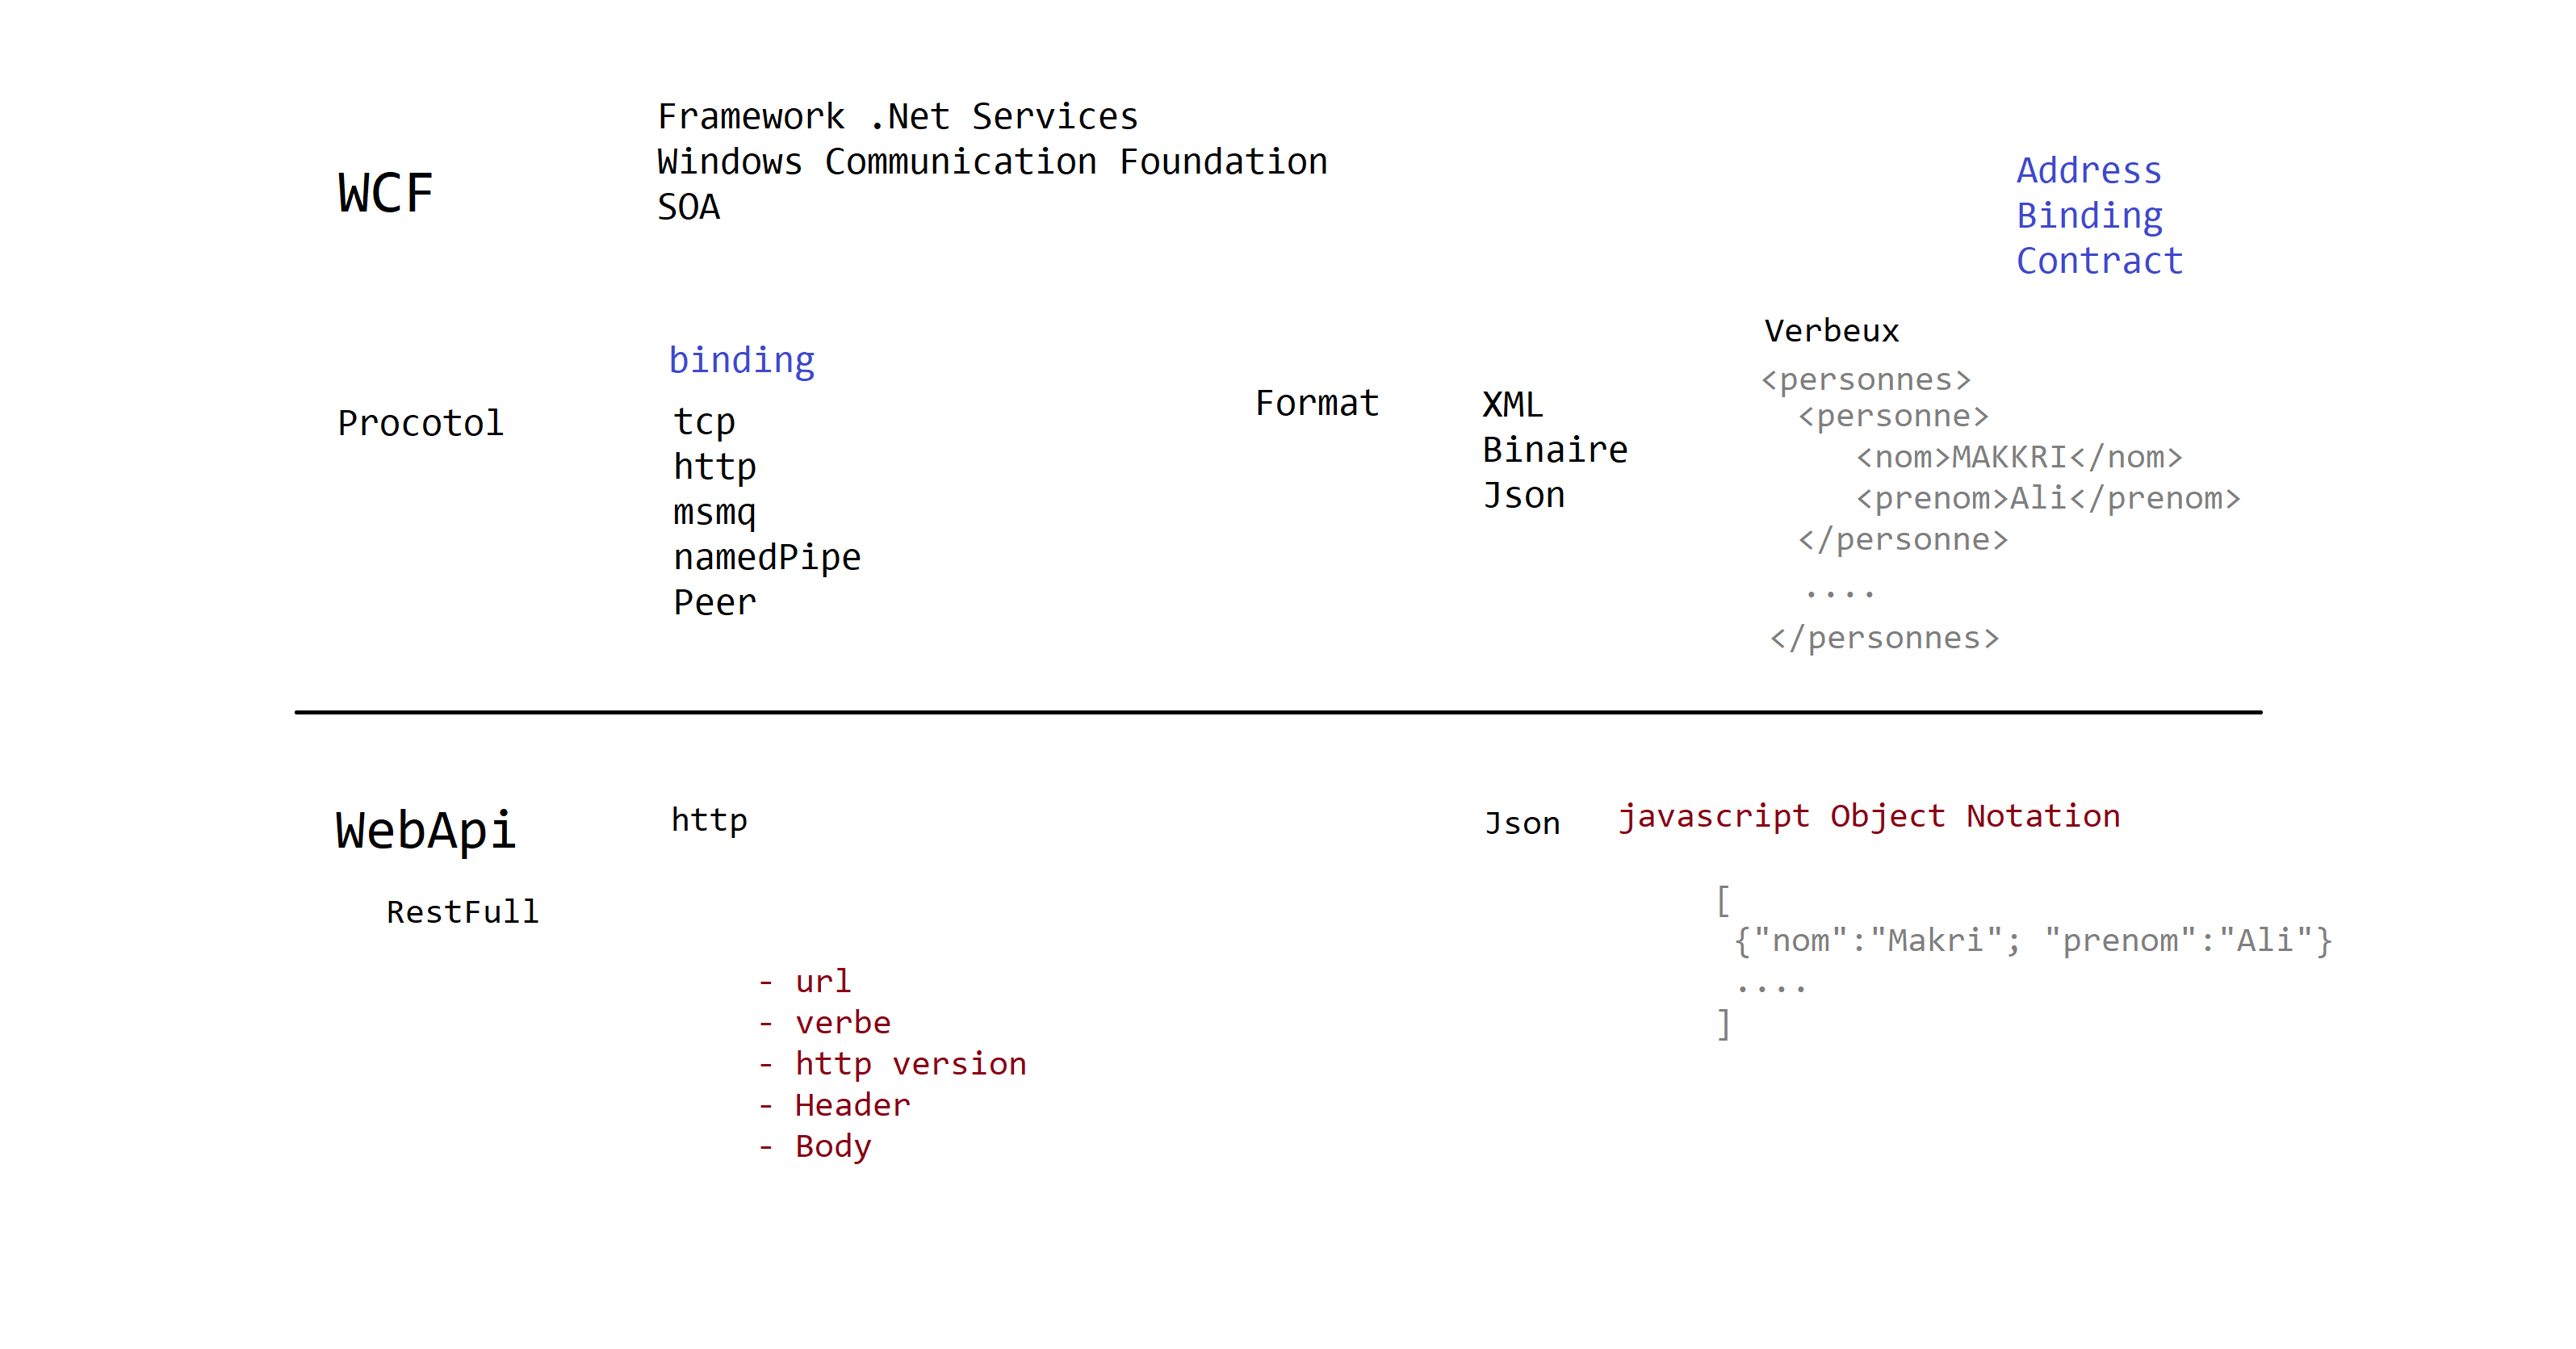 WCF
Framework .Net Services
Windows Communication Foundation
SOA
Address
Binding
Contract
Procotol
binding
tcp
http
msmq
namedPipe
Peer
Format
XML
Binaire
Json
Verbeux
<personnes>
<personne>
<nom>MAKKRI</nom>
<prenom>Ali</prenom>
</personne>
....
</personnes>
WebApi
RestFull
http
- url
- verbe
- http version
- Header
- Body
Json
javascript Object Notation
[
{"nom":"Makri"; "prenom":"Ali"}
....
]